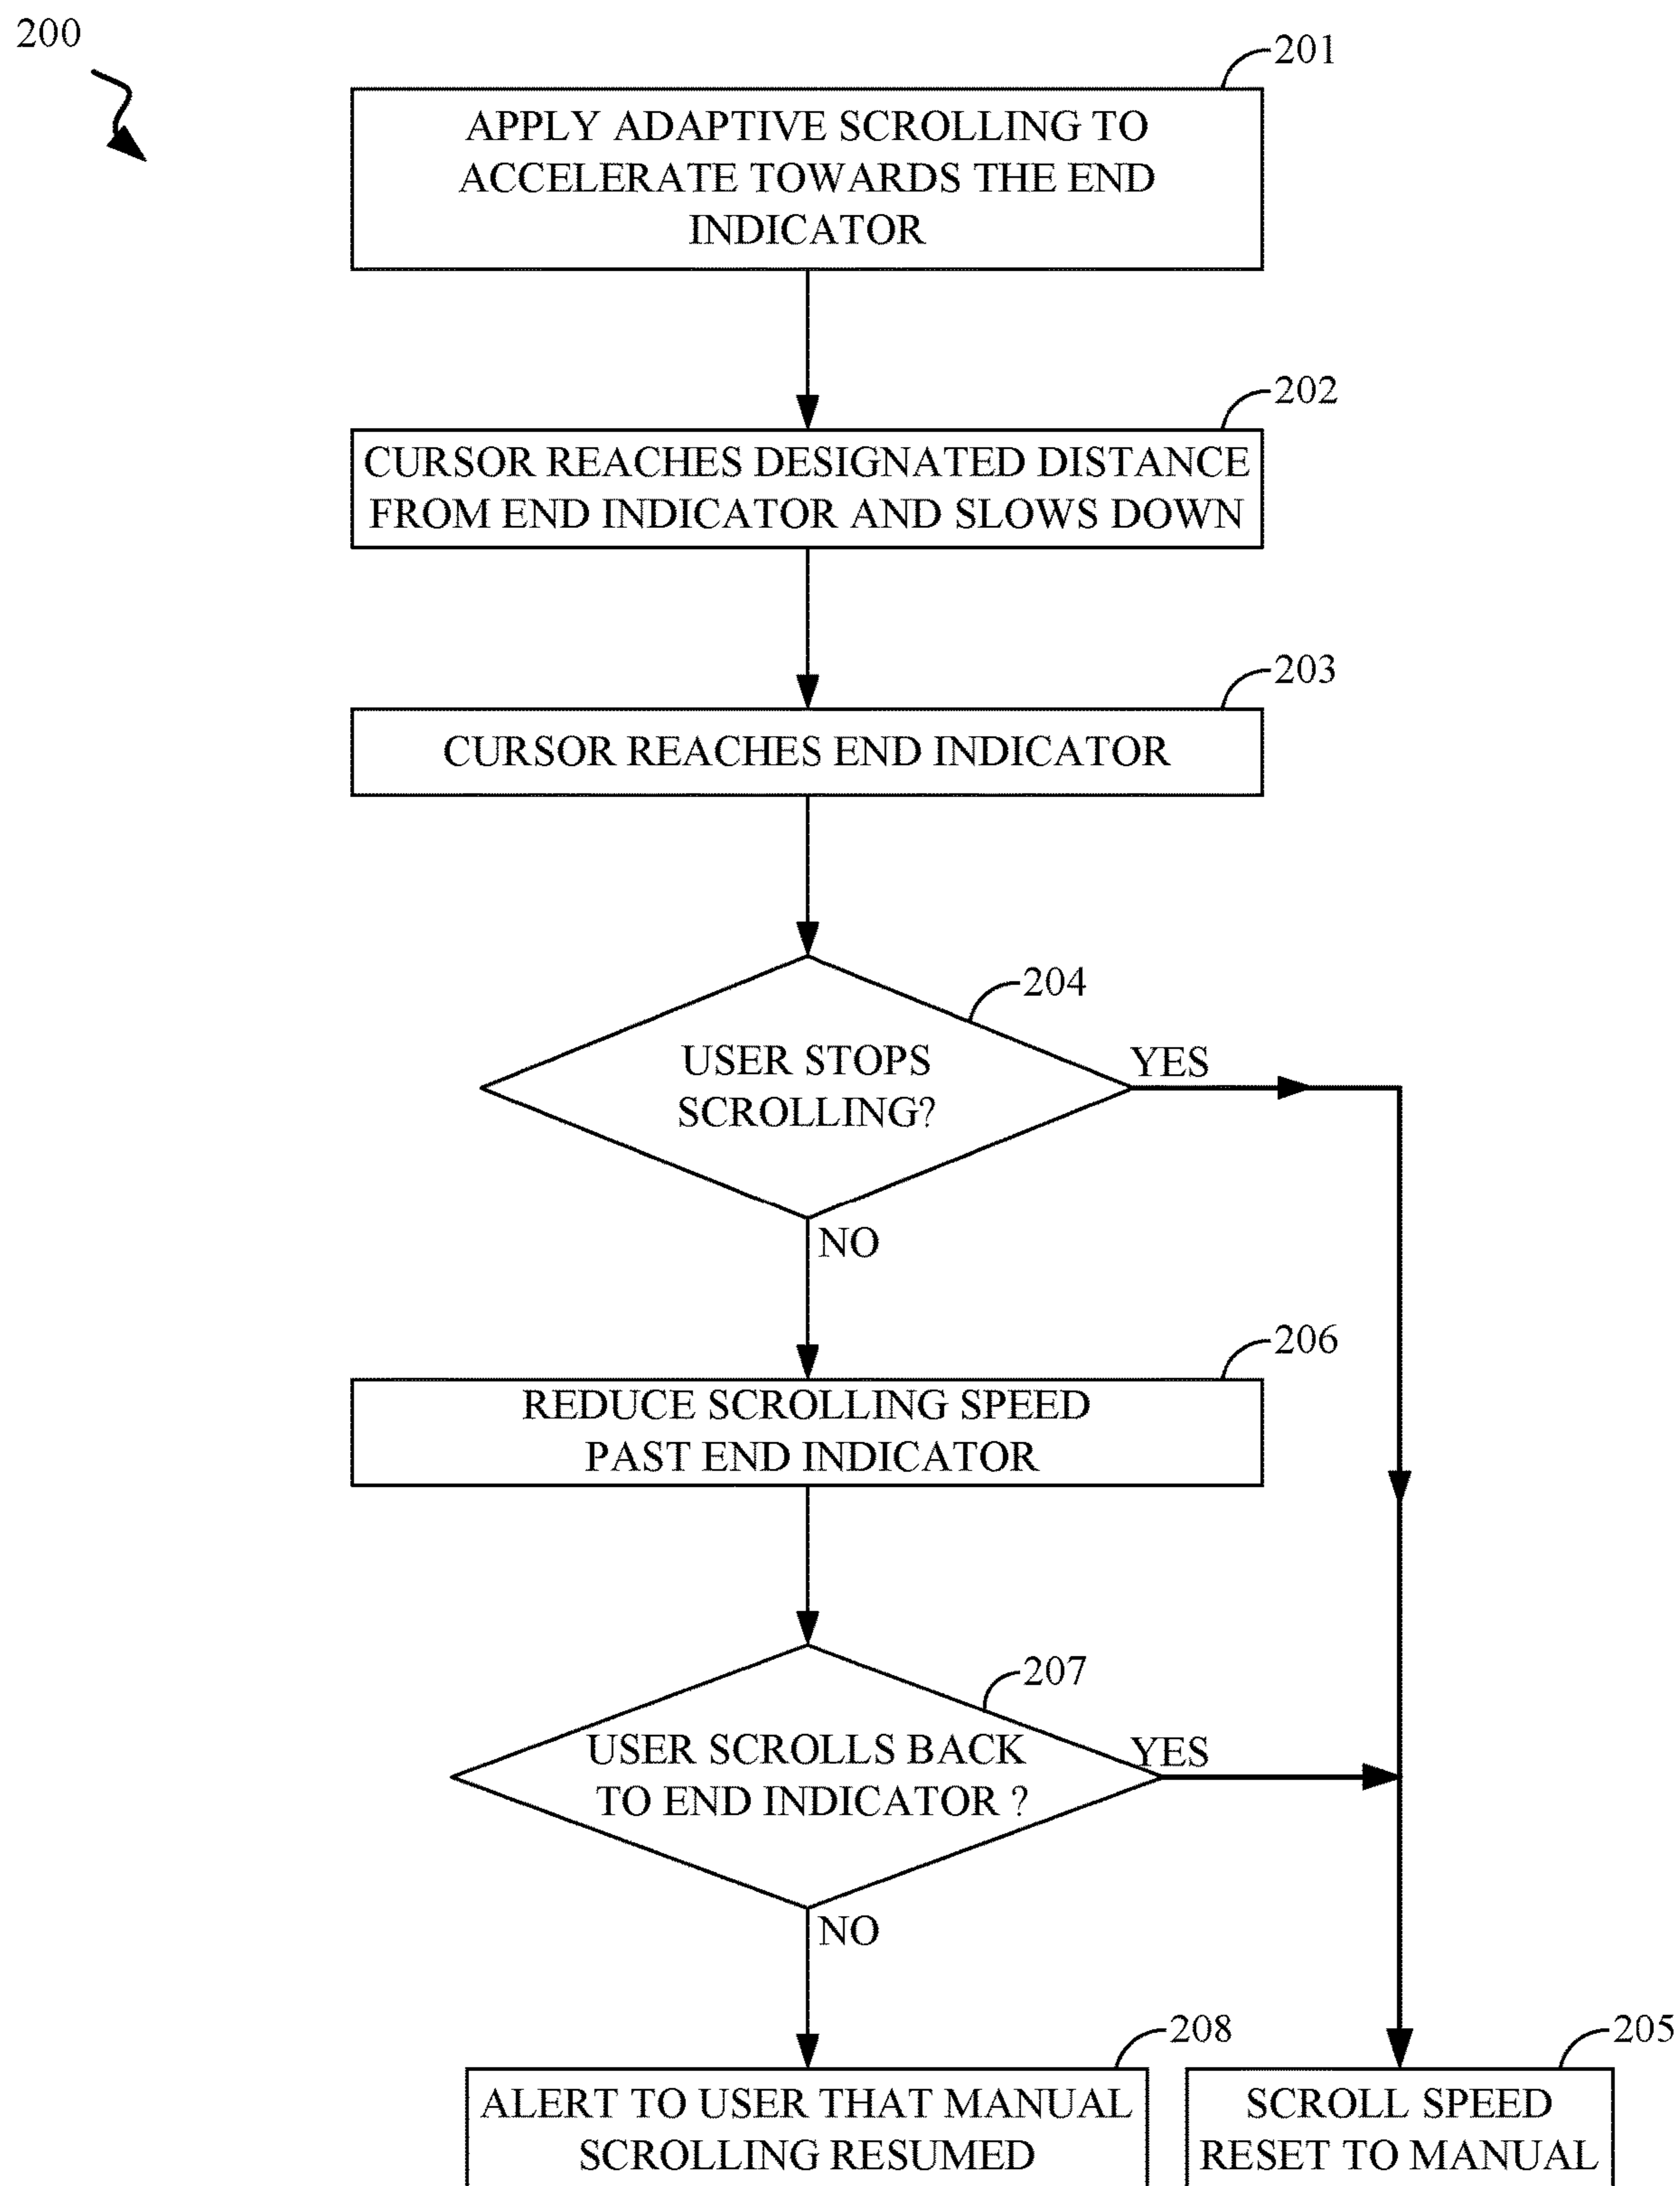 200
201
APPLY ADAPTIVE SCROLLING TO
ACCELERATE TOWARDS THE END
INDICATOR
202
CURSOR REACHES DESIGNATED DISTANCE
FROM END INDICATOR AND SLOWS DOWN
203
CURSOR REACHES END INDICATOR
204
USER STOPS
SCROLLING?
YES
NO
206
REDUCE SCROLLING SPEED
PAST END INDICATOR
207
USER SCROLLS BACK
TO END INDICATOR ?
YES
NO
208
ALERT TO USER THAT MANUAL
SCROLLING RESUMED
205
SCROLL SPEED
RESET TO MANUAL